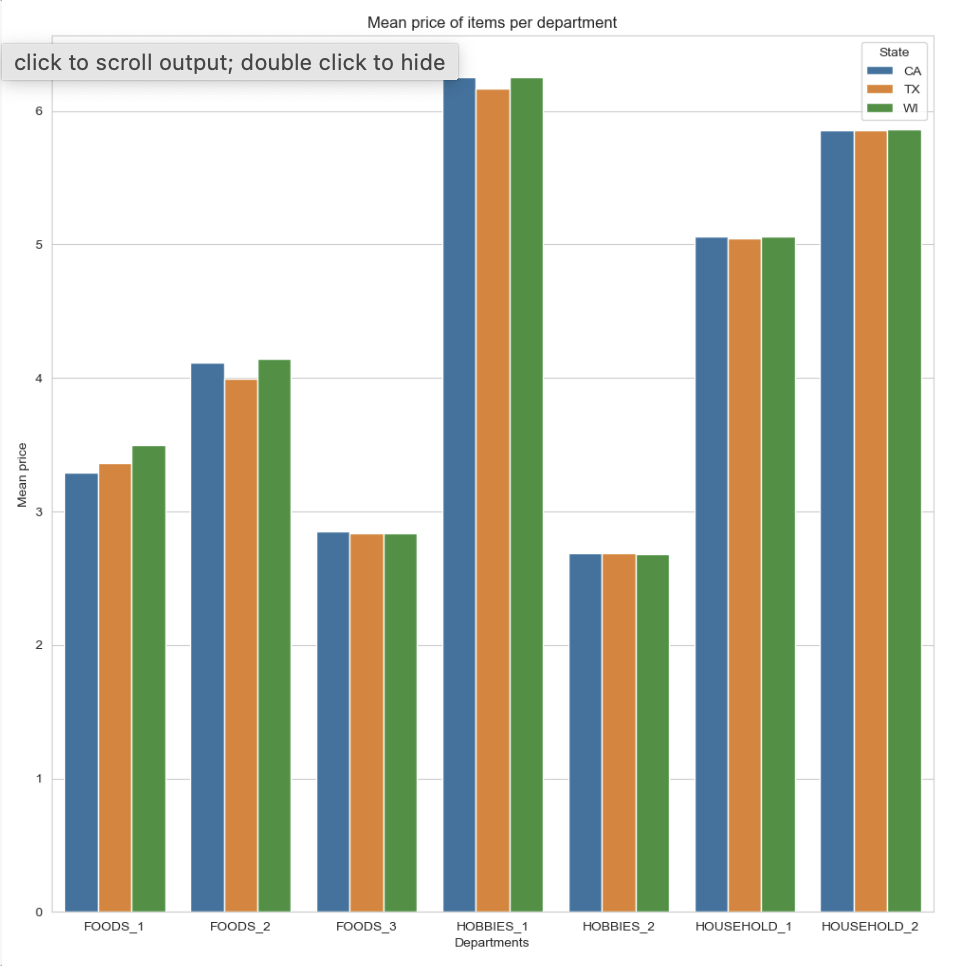 Mean price of items per department
click to scroll output; double click to hide
State
CA
TX
WI
6
5
4
3
2
1
0
Mean price
FOODS_1 FOODS_2 FOODS_3 HOBBIES_1 HOBBIES_2 HOUSEHOLD_1 HOUSEHOLD_2
Departments